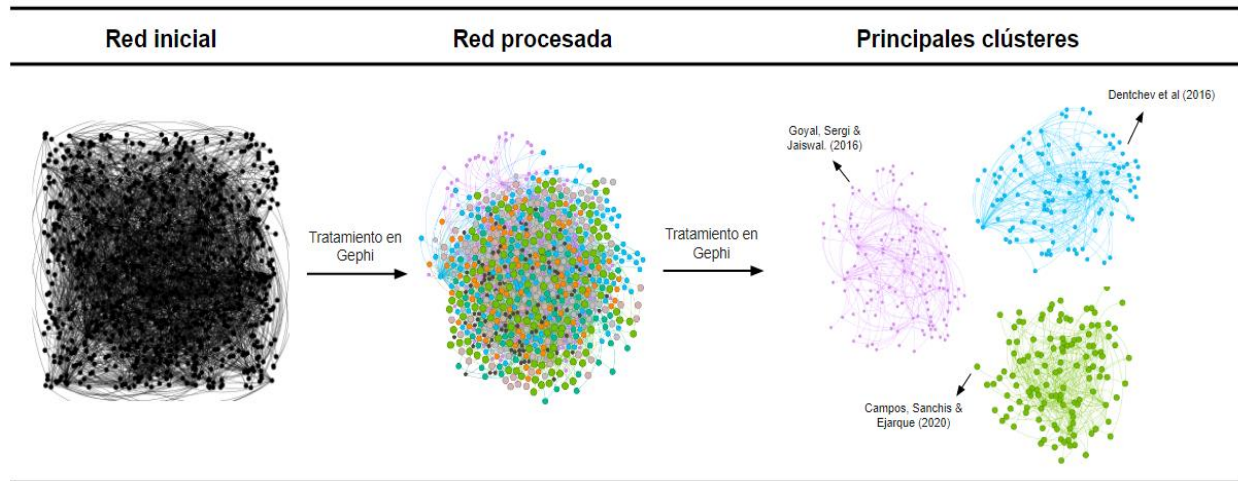 Red inicial
Red procesada
Principales clústeres
Tratamiento en
Gephi
Tratamiento en
Gephi
Goyal, Sergi &
Jaiswal. (2016)
Dentchev et al (2016)
Campos, Sanchis &
Ejarque (2020)